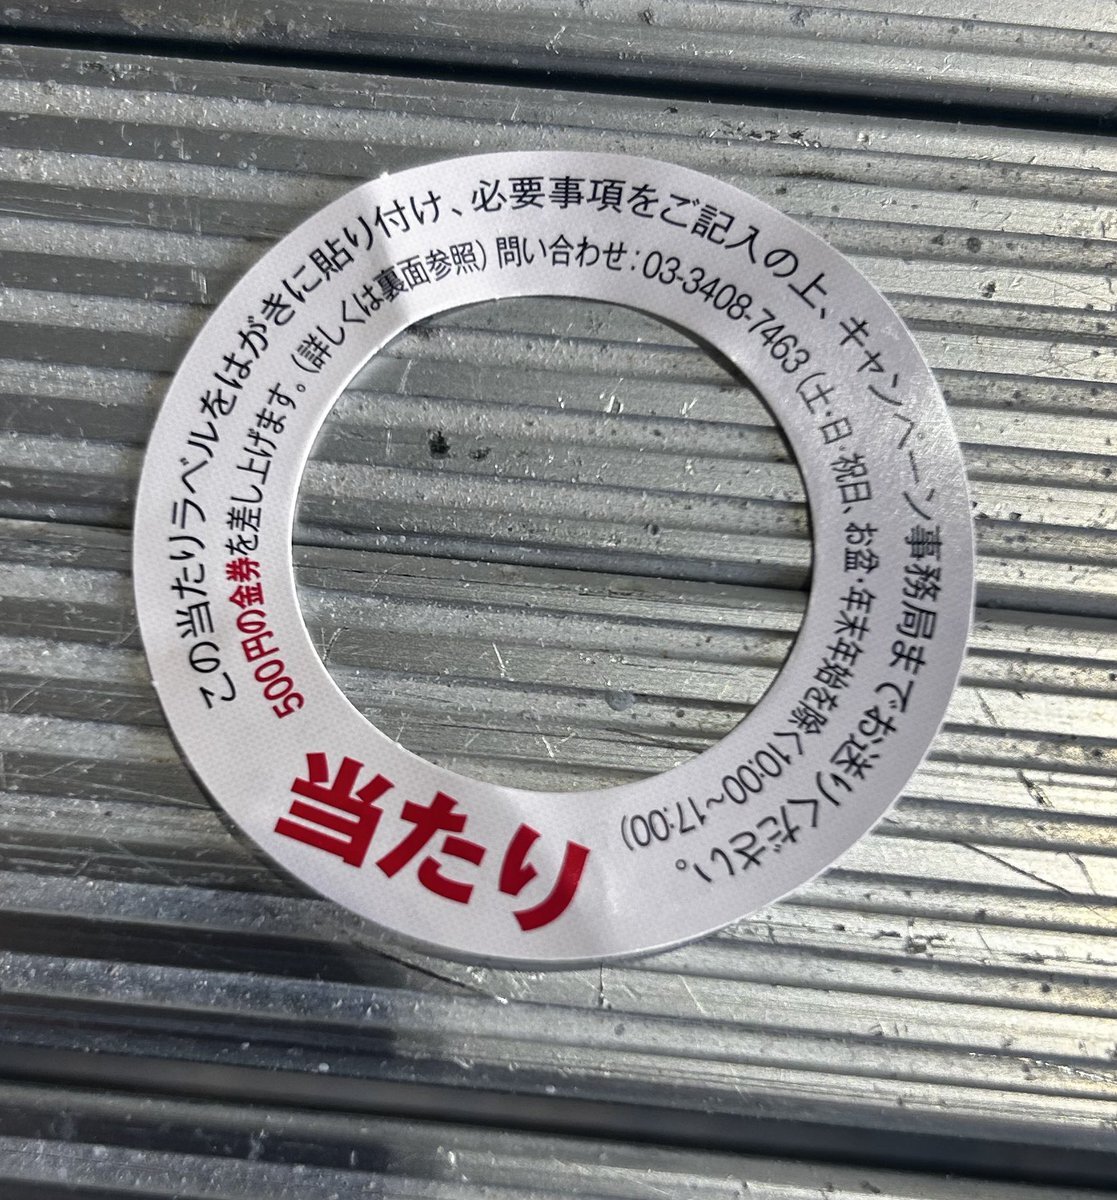 この当たりラベルをはがきに貼り付け、必要事項をご記入の上、キャンペーン事務局までお送りください。
500円の金券を差し上げます。(詳しくは裏面参照) 問い合わせ:03-3408-7463(土・日・祝日、お盆・年末年始を除く10:00~17:00)
当たり